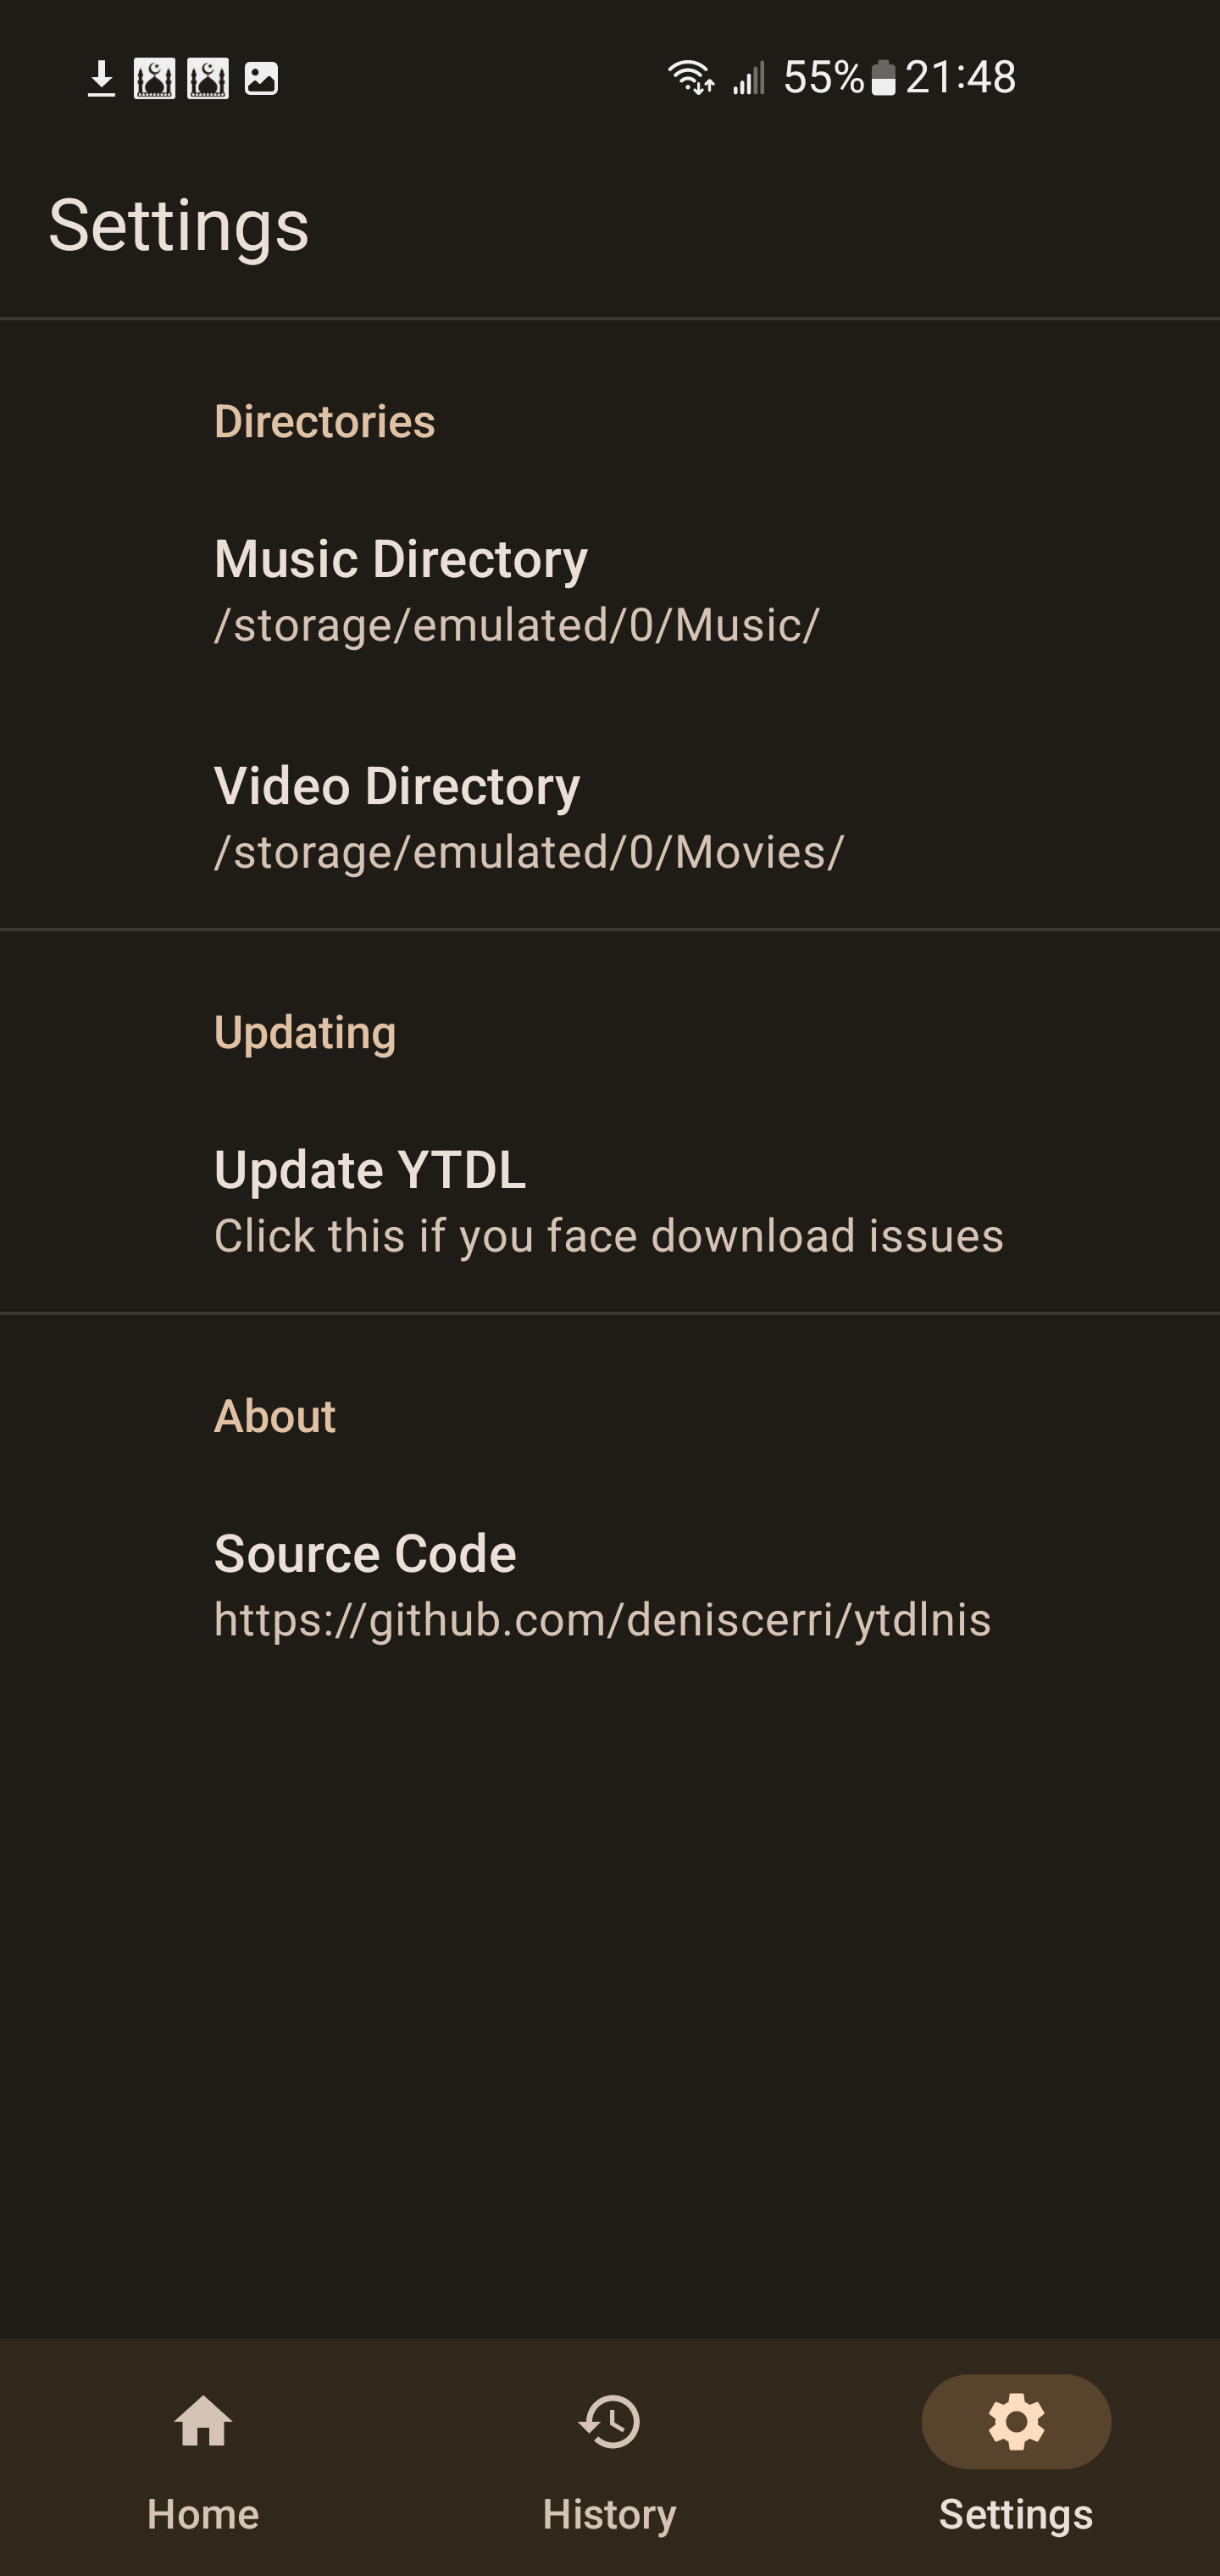 55% 21:48
Settings
Directories
Music Directory
/storage/emulated/0/Music/
Video Directory
/storage/emulated/0/Movies/
Updating
Update YTDL
Click this if you face download issues
About
Source Code
https://github.com/deniscerri/ytdlnis
Home History Settings